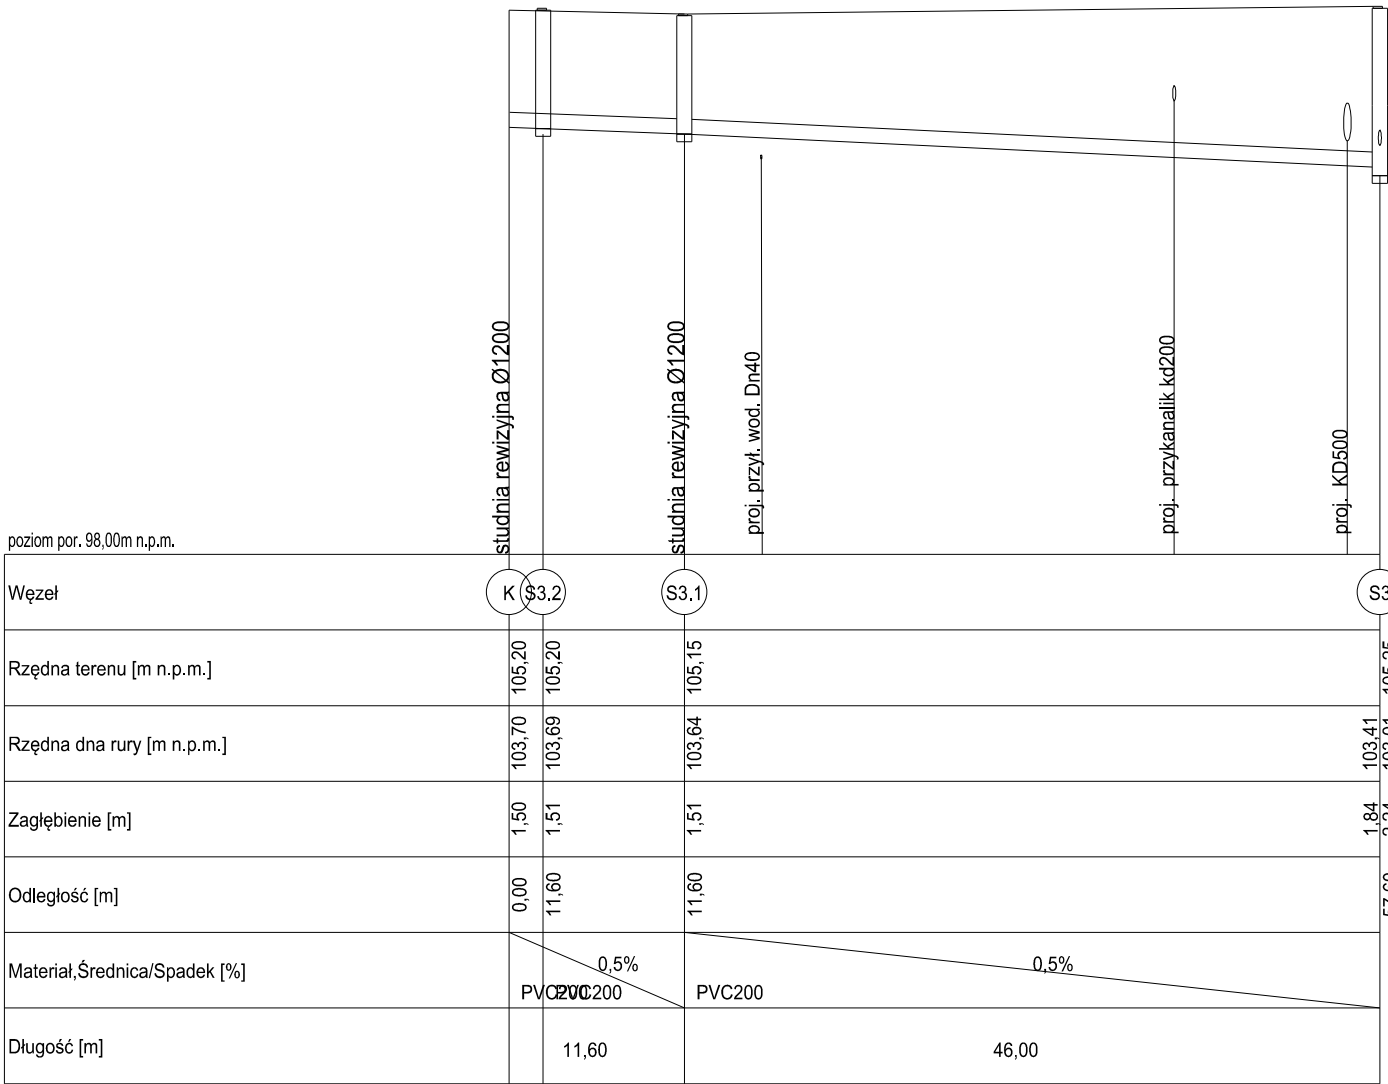 studnia rewizyjna Ø1200
studnia rewizyjna Ø1200
proj. przył. wod. Dn40
proj. przykanalik kd200
proj. KD500
poziom por. 98,00m n.p.m.
Węzeł K S3.2 S3.1 S3
Rzędna terenu [m n.p.m.] 105,20 105,20 105,15
Rzędna dna rury [m n.p.m.] 103,70 103,69 103,64 103,41
Zagłębienie [m] 1,50 1,51 1,51 1,84
Odległość [m] 0,00 11,60 11,60
Materiał,Średnica/Spadek [%] 0,5% 0,5%
PVC200 PVC200 PVC200
Długość [m] 11,60 46,00